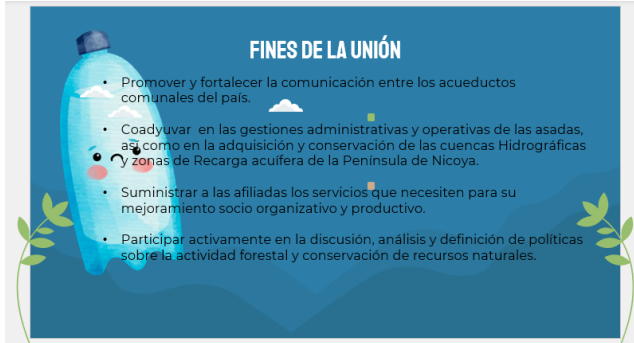 FINES DE LA UNIÓN
• Promover y fortalecer la comunicación entre los acueductos
comunales del país.
• Coadyuvar en las gestiones administrativas y operativas de las asadas,
así como en la adquisición y conservación de las cuencas Hidrográficas
y zonas de Recarga acuífera de la Península de Nicoya.
• Suministrar a las afiliadas los servicios que necesiten para su
mejoramiento socio organizativo y productivo.
• Participar activamente en la discusión, análisis y definición de políticas
sobre la actividad forestal y conservación de recursos naturales.